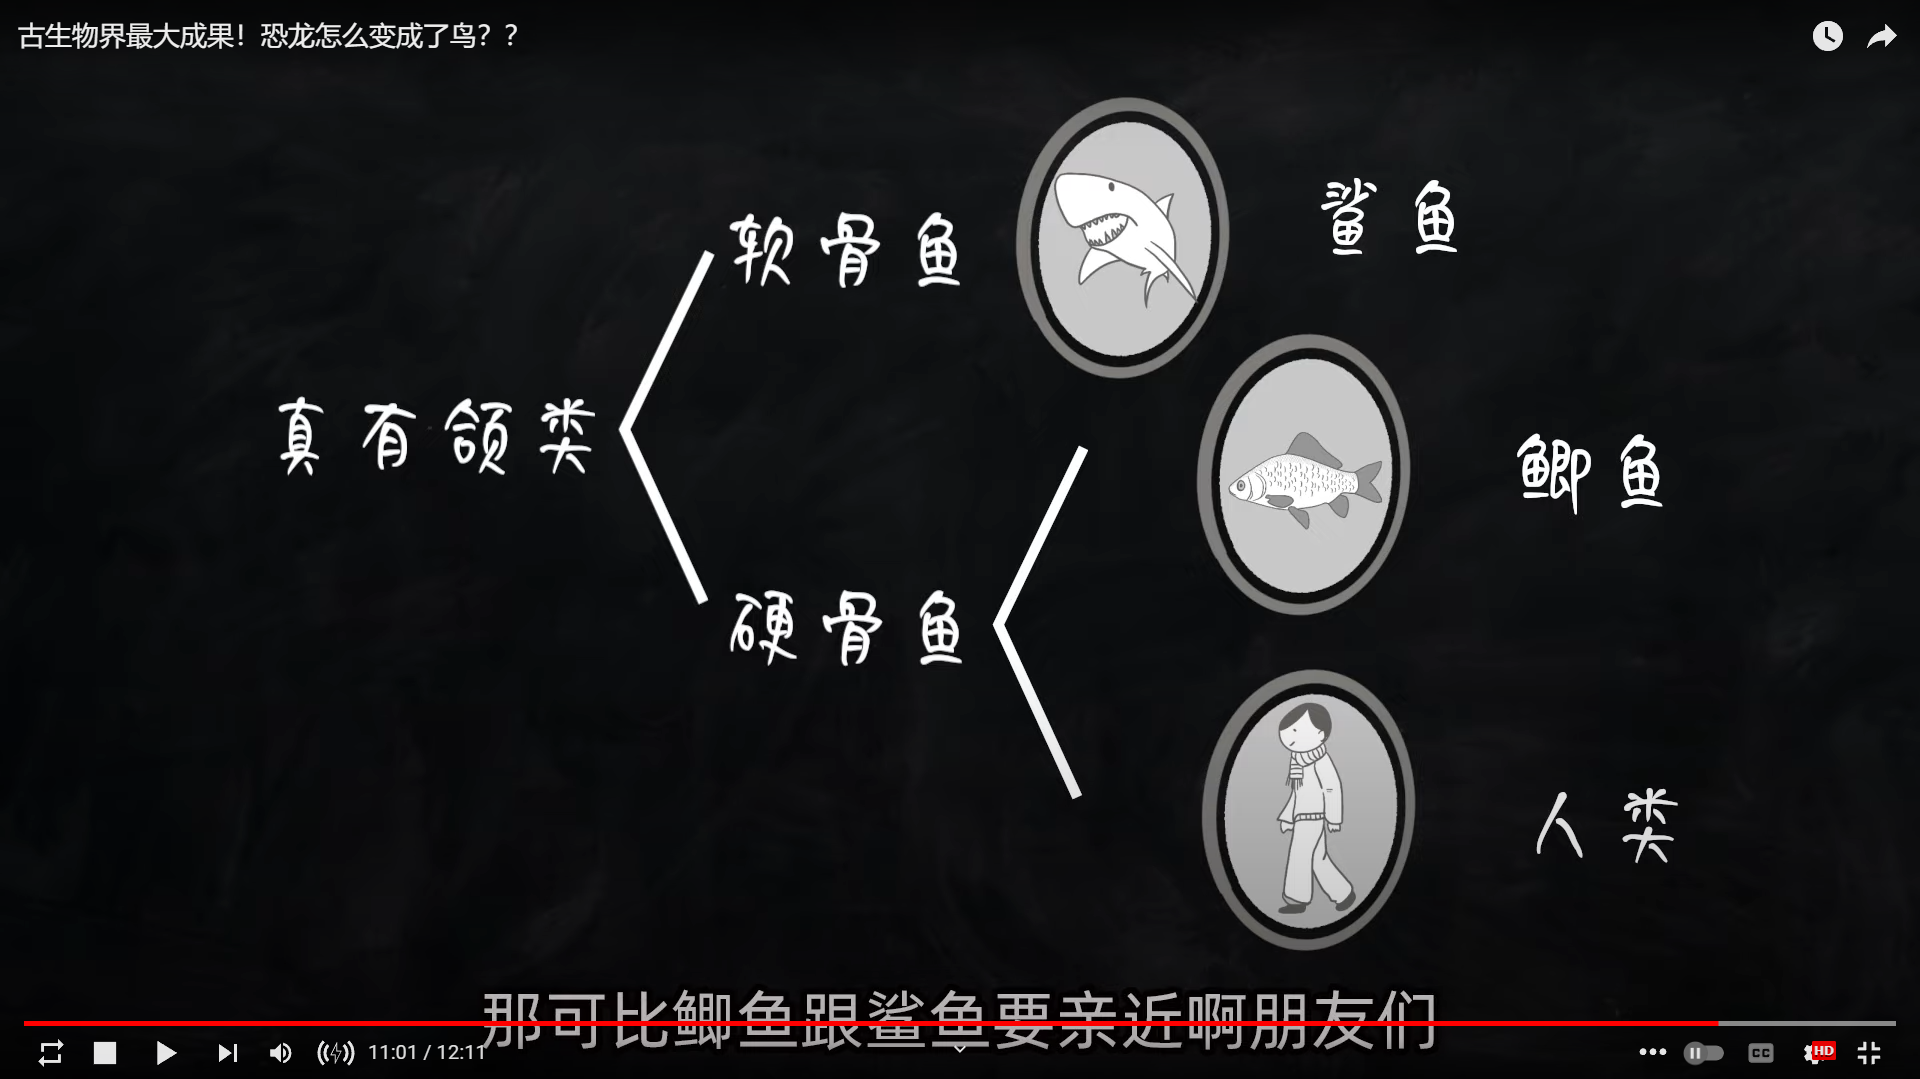 古生物界最大成果！恐龙怎么变成了鸟？？
鲨鱼
软骨鱼
真有颌类
鲫鱼
硬骨鱼
人类
那可比鲫鱼跟鲨鱼要亲近啊朋友们
11:01 / 12:11
CC
HD